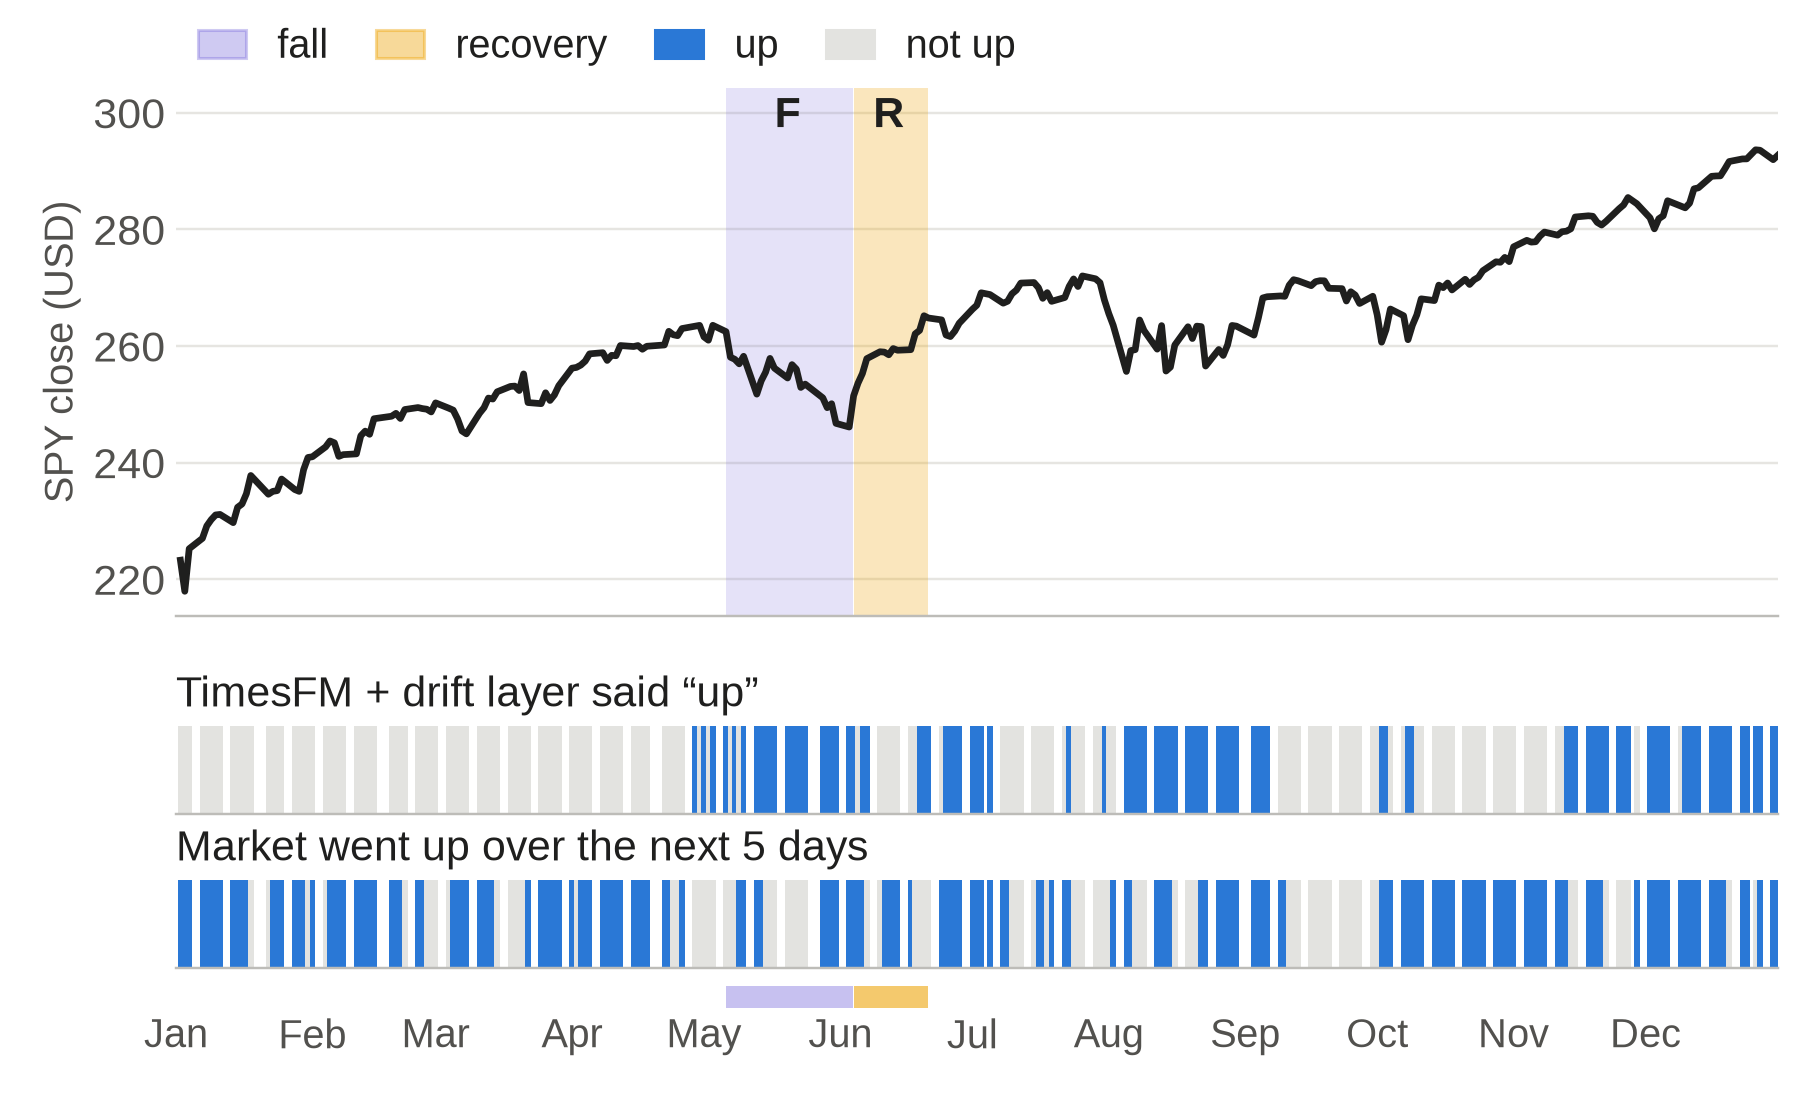 fall recovery up not up
F R
300
280
260
240
220
SPY close (USD)
TimesFM + drift layer said “up”
Market went up over the next 5 days
Jan Feb Mar Apr May Jun Jul Aug Sep Oct Nov Dec